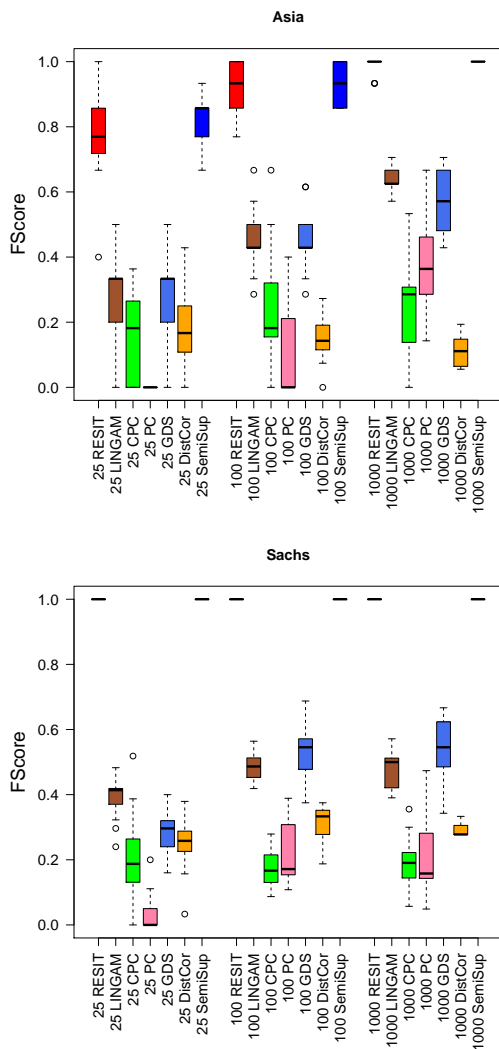 Asia
FScore
1.0
0.8
0.6
0.4
0.2
0.0
25 RESIT
25 LINGAM
25 CPC
25 PC
25 GDS
25 DistCor
25 SemiSup
100 RESIT
100 LINGAM
100 CPC
100 PC
100 GDS
100 DistCor
100 SemiSup
1000 RESIT
1000 LINGAM
1000 CPC
1000 PC
1000 GDS
1000 DistCor
1000 SemiSup
Sachs
FScore
1.0
0.8
0.6
0.4
0.2
0.0
25 RESIT
25 LINGAM
25 CPC
25 PC
25 GDS
25 DistCor
25 SemiSup
100 RESIT
100 LINGAM
100 CPC
100 PC
100 GDS
100 DistCor
100 SemiSup
1000 RESIT
1000 LINGAM
1000 CPC
1000 PC
1000 GDS
1000 DistCor
1000 SemiSup